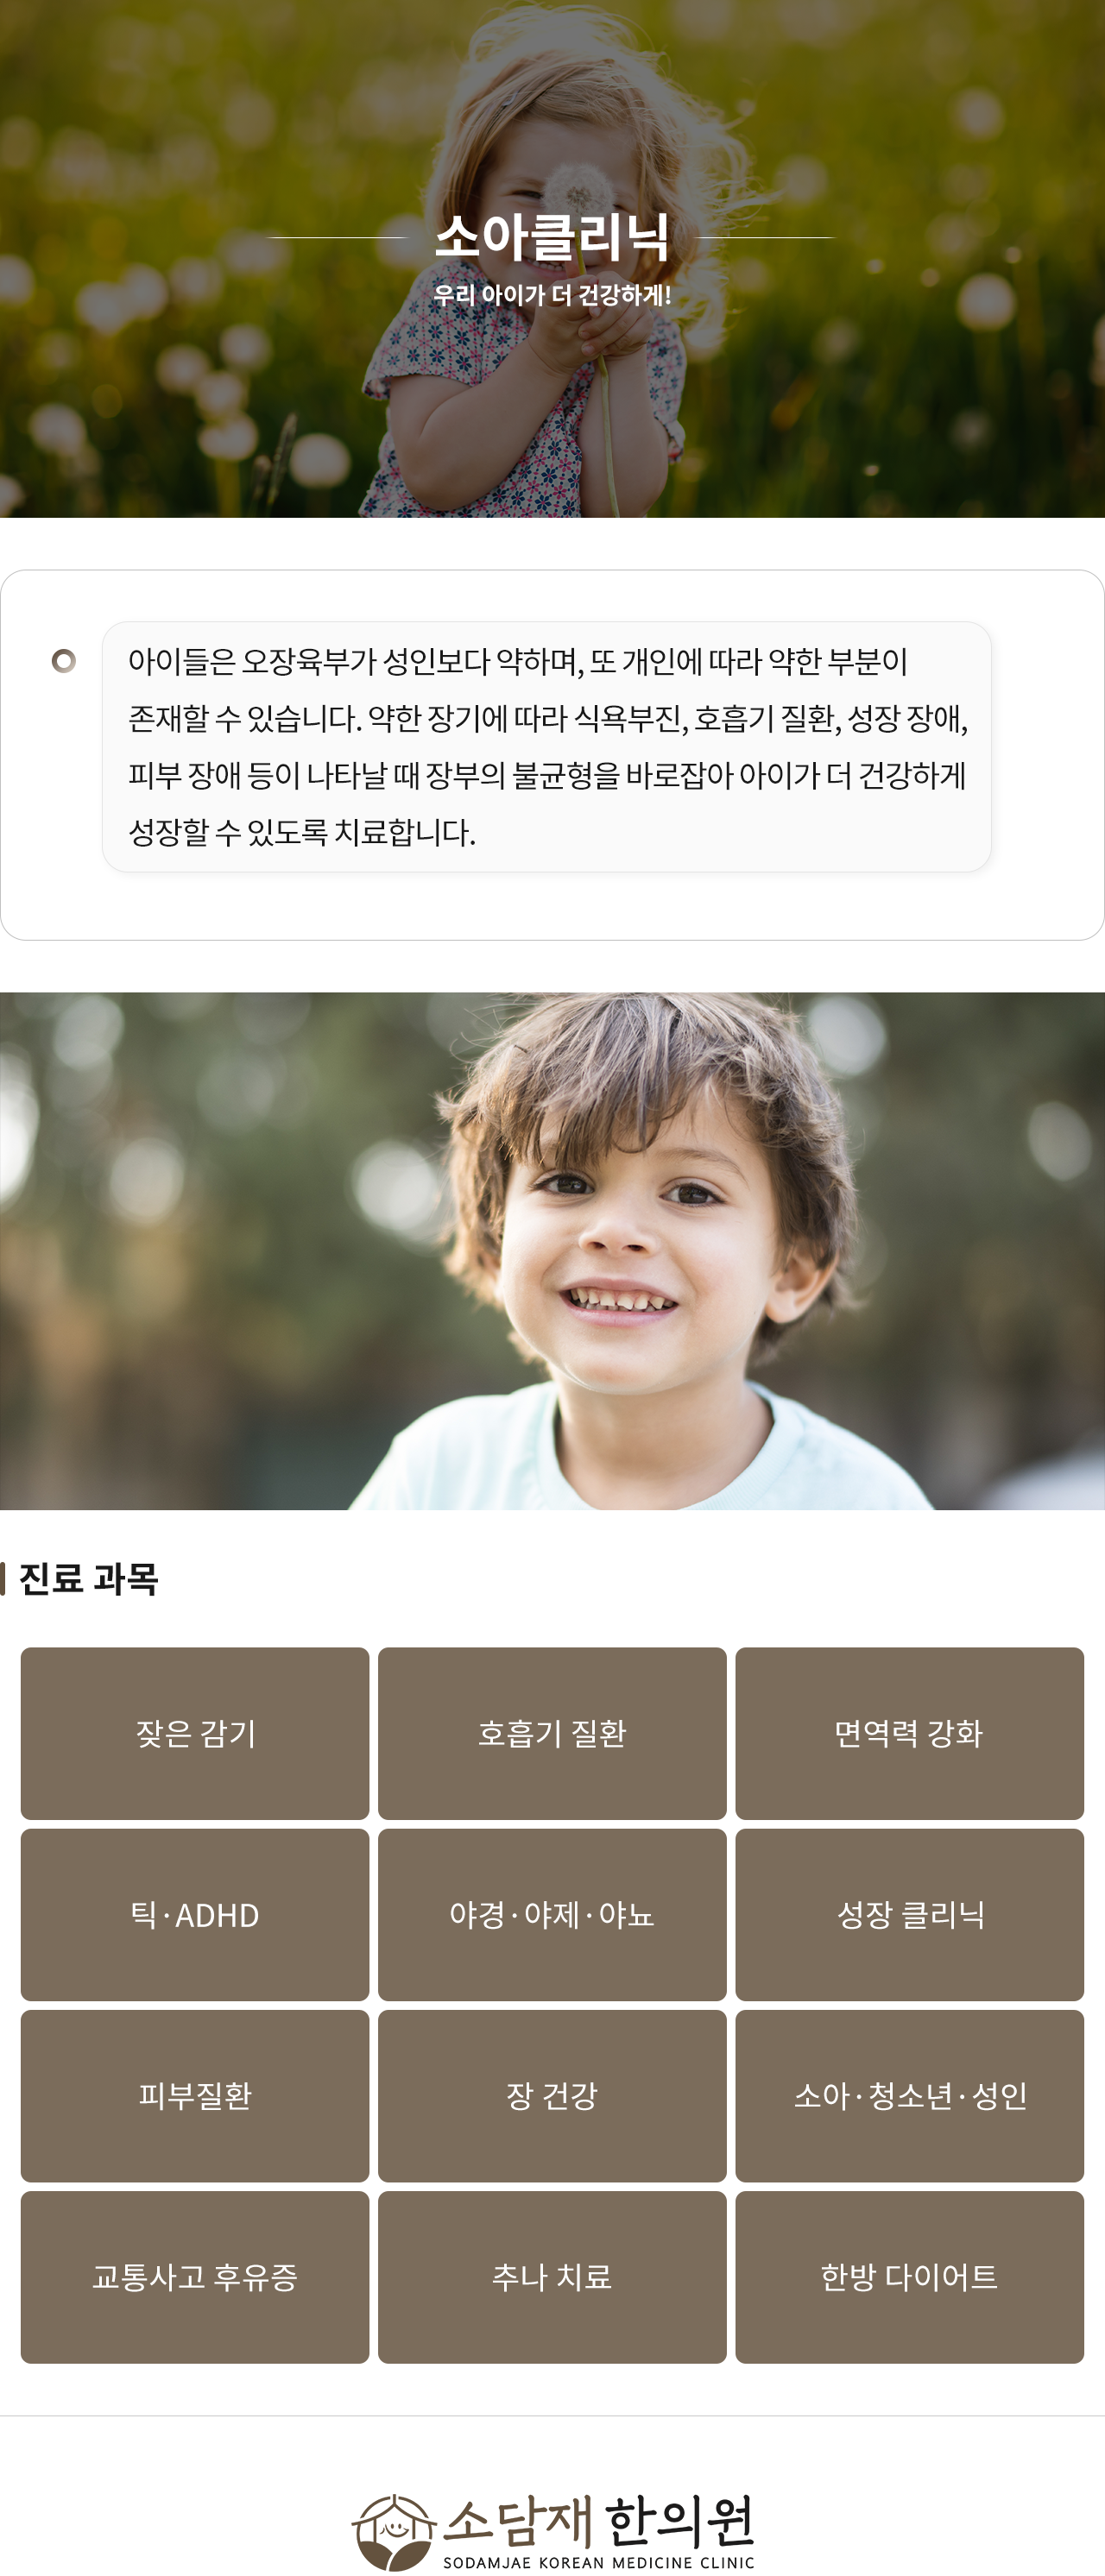 소아클리닉
우리 아이가 더 건강하게!
아이들은 오장육부가 성인보다 약하며, 또 개인에 따라 약한 부분이
존재할 수 있습니다. 약한 장기에 따라 식욕부진, 호흡기 질환, 성장 장애,
피부 장애 등이 나타날 때 장부의 불균형을 바로잡아 아이가 더 건강하게
성장할 수 있도록 치료합니다.
진료 과목
잦은 감기
호흡기 질환
면역력 강화
틱·ADHD
야경·야제·야뇨
성장 클리닉
피부질환
장 건강
소아·청소년·성인
교통사고 후유증
추나 치료
한방 다이어트
소담재 한의원
SODAMJAE KOREAN MEDICINE CLINIC